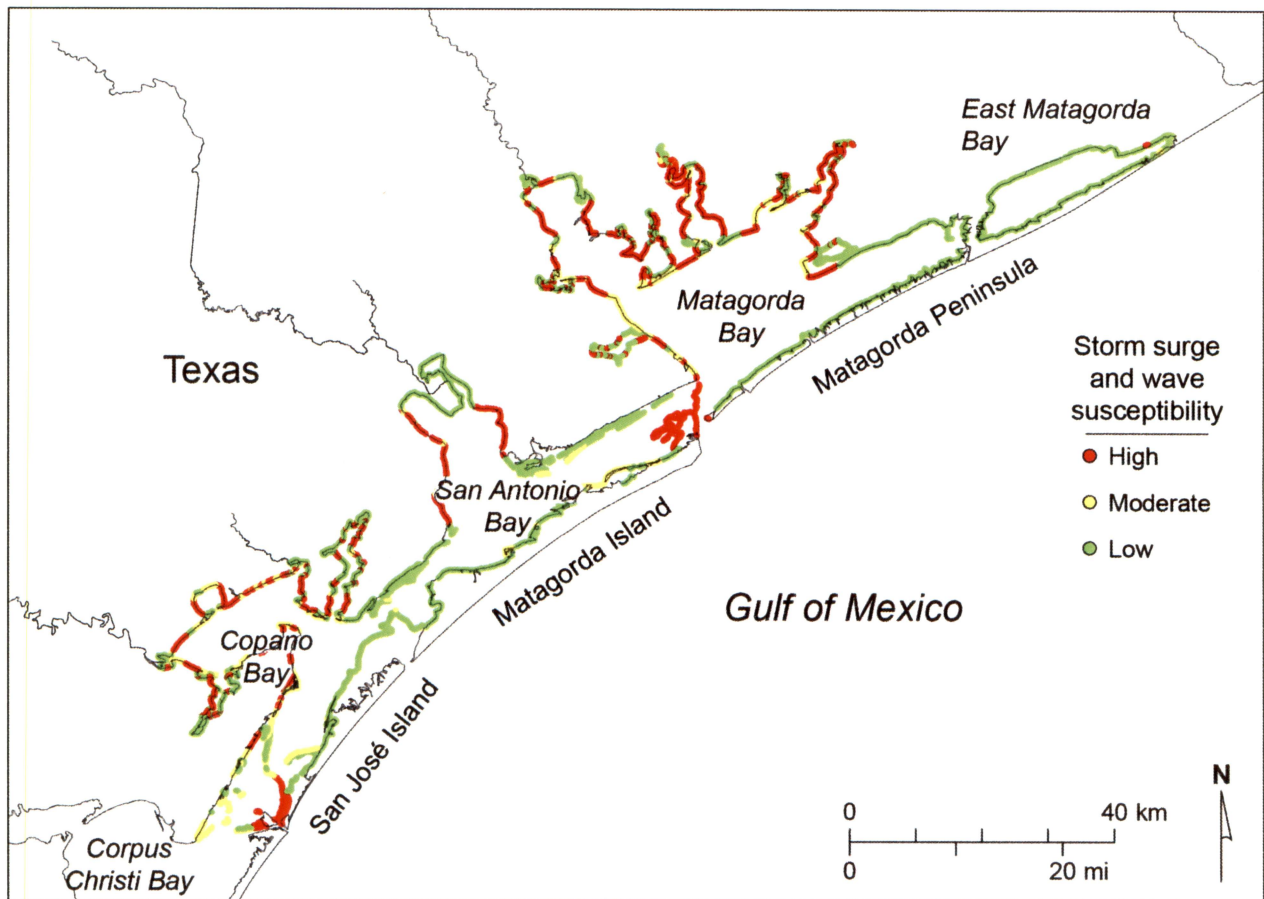 East Matagorda
Bay
Matagorda
Bay
Matagorda Peninsula
Texas
Storm surge
and wave
susceptibility
High
Moderate
Low
San Antonio
Bay
Matagorda Island
Gulf of Mexico
Copano
Bay
San José Island
Corpus
Christi Bay
N
0 40 km
0 20 mi